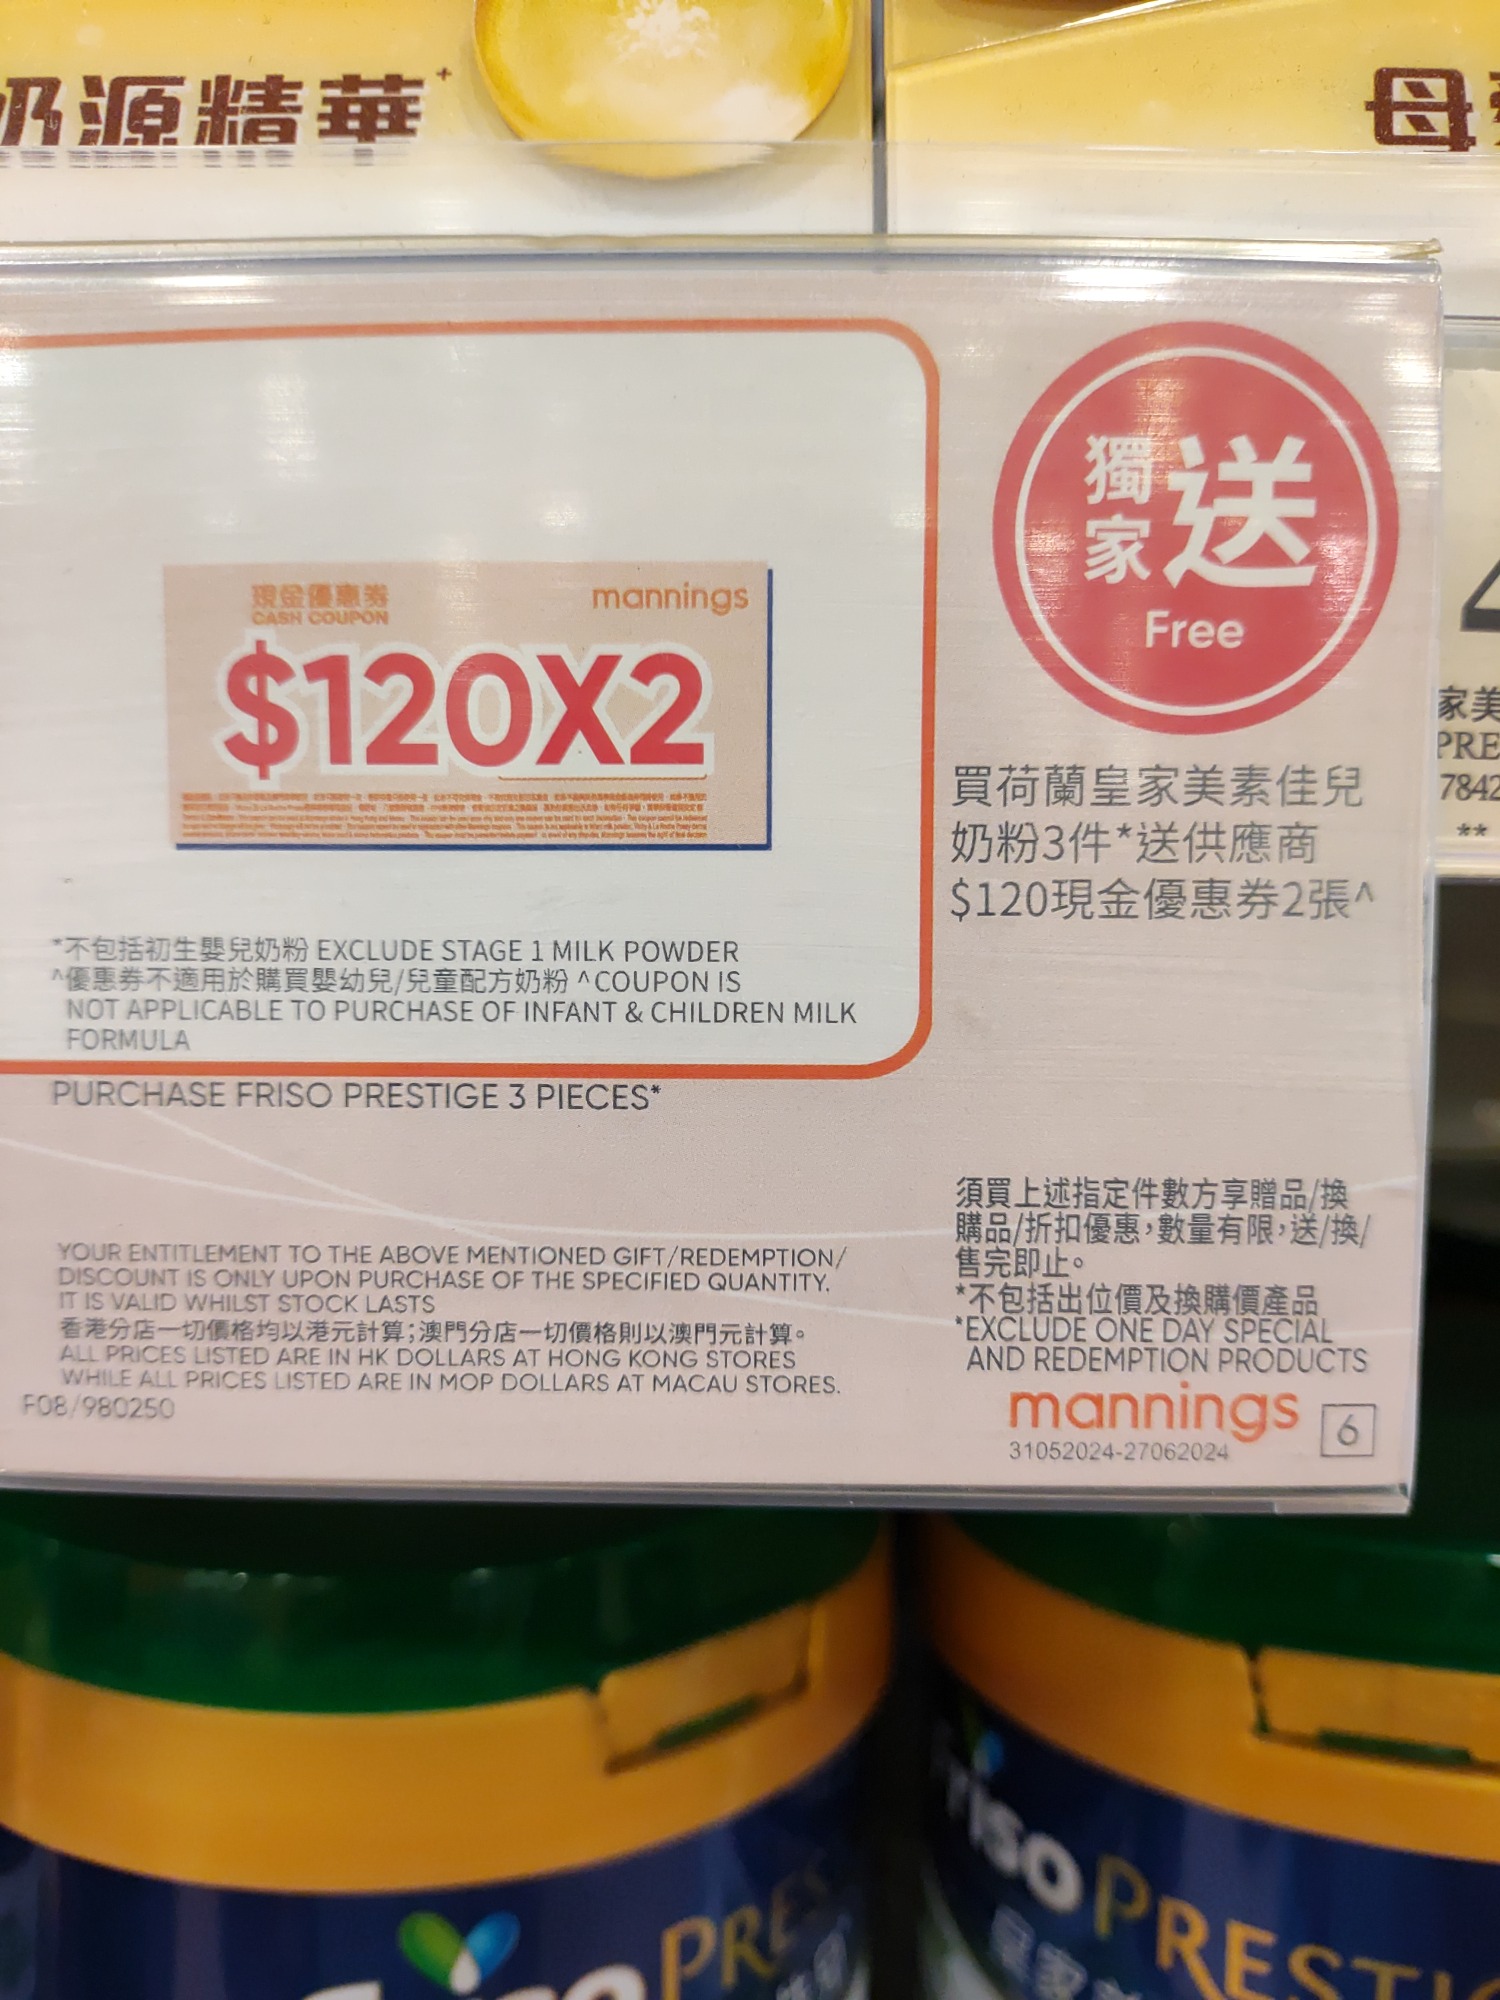 奶源精華⁺
母
獨家送
Free
現金優惠券
CASH COUPON
mannings
$120X2
買荷蘭皇家美素佳兒
奶粉3件*送供應商
$120現金優惠券2張^
*不包括初生嬰兒奶粉 EXCLUDE STAGE 1 MILK POWDER
^優惠券不適用於購買嬰幼兒/兒童配方奶粉 ^COUPON IS
NOT APPLICABLE TO PURCHASE OF INFANT & CHILDREN MILK
FORMULA
PURCHASE FRISO PRESTIGE 3 PIECES*
須買上述指定件數方享贈品/換
購品/折扣優惠，數量有限，送/換/
售完即止。
*不包括出位價及換購價產品
*EXCLUDE ONE DAY SPECIAL
AND REDEMPTION PRODUCTS
YOUR ENTITLEMENT TO THE ABOVE MENTIONED GIFT/REDEMPTION/
DISCOUNT IS ONLY UPON PURCHASE OF THE SPECIFIED QUANTITY.
IT IS VALID WHILST STOCK LASTS
香港分店一切價格均以港元計算；澳門分店一切價格則以澳門元計算。
ALL PRICES LISTED ARE IN HK DOLLARS AT HONG KONG STORES
WHILE ALL PRICES LISTED ARE IN MOP DOLLARS AT MACAU STORES.
F08/980250
mannings 6
31052024-27062024
家美
PRE
7842
**